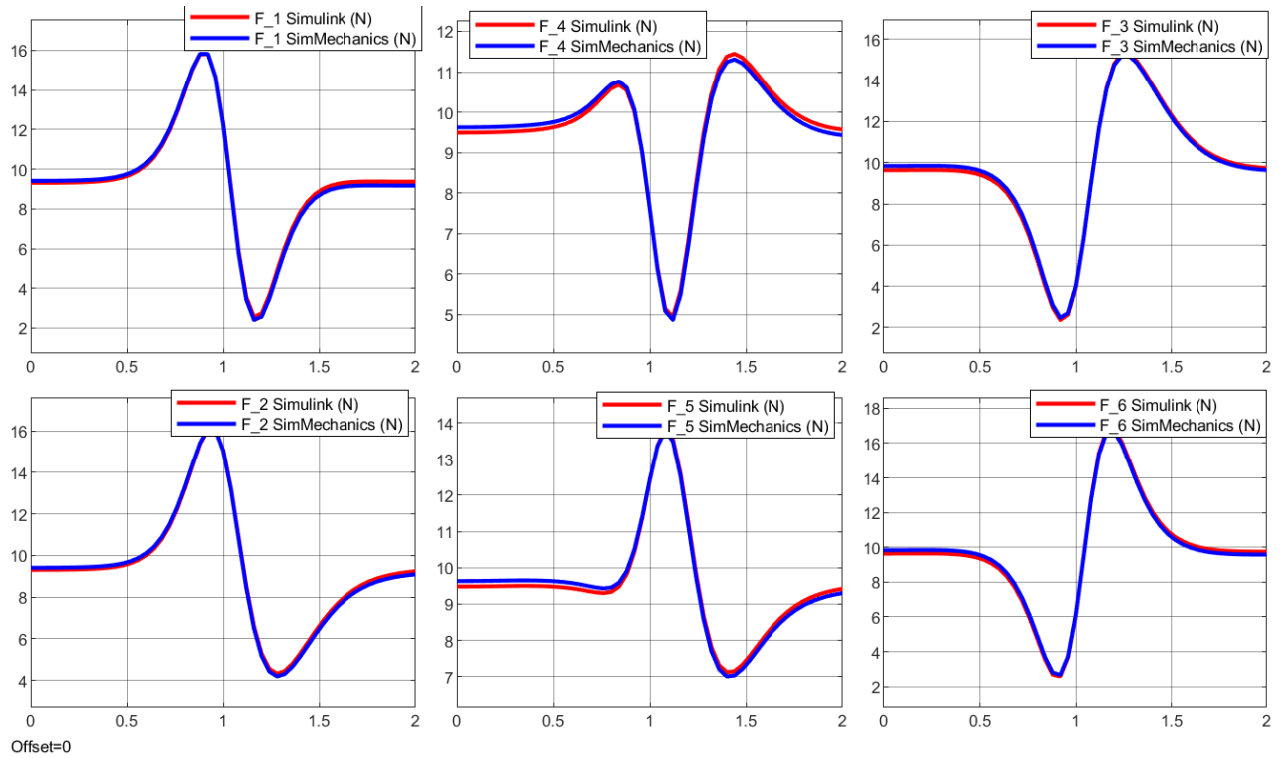 F_1 Simulink (N)
F_1 SimMechanics (N)
16
14
12
10
8
6
4
2
0 0.5 1 1.5 2
F_4 Simulink (N)
F_4 SimMechanics (N)
12
11
10
9
8
7
6
5
0 0.5 1 1.5 2
F_3 Simulink (N)
F_3 SimMechanics (N)
16
14
12
10
8
6
4
2
0 0.5 1 1.5 2
F_2 Simulink (N)
F_2 SimMechanics (N)
16
14
12
10
8
6
4
0 0.5 1 1.5 2
F_5 Simulink (N)
F_5 SimMechanics (N)
14
13
12
11
10
9
8
7
0 0.5 1 1.5 2
F_6 Simulink (N)
F_6 SimMechanics (N)
18
16
14
12
10
8
6
4
2
0 0.5 1 1.5 2
Offset=0